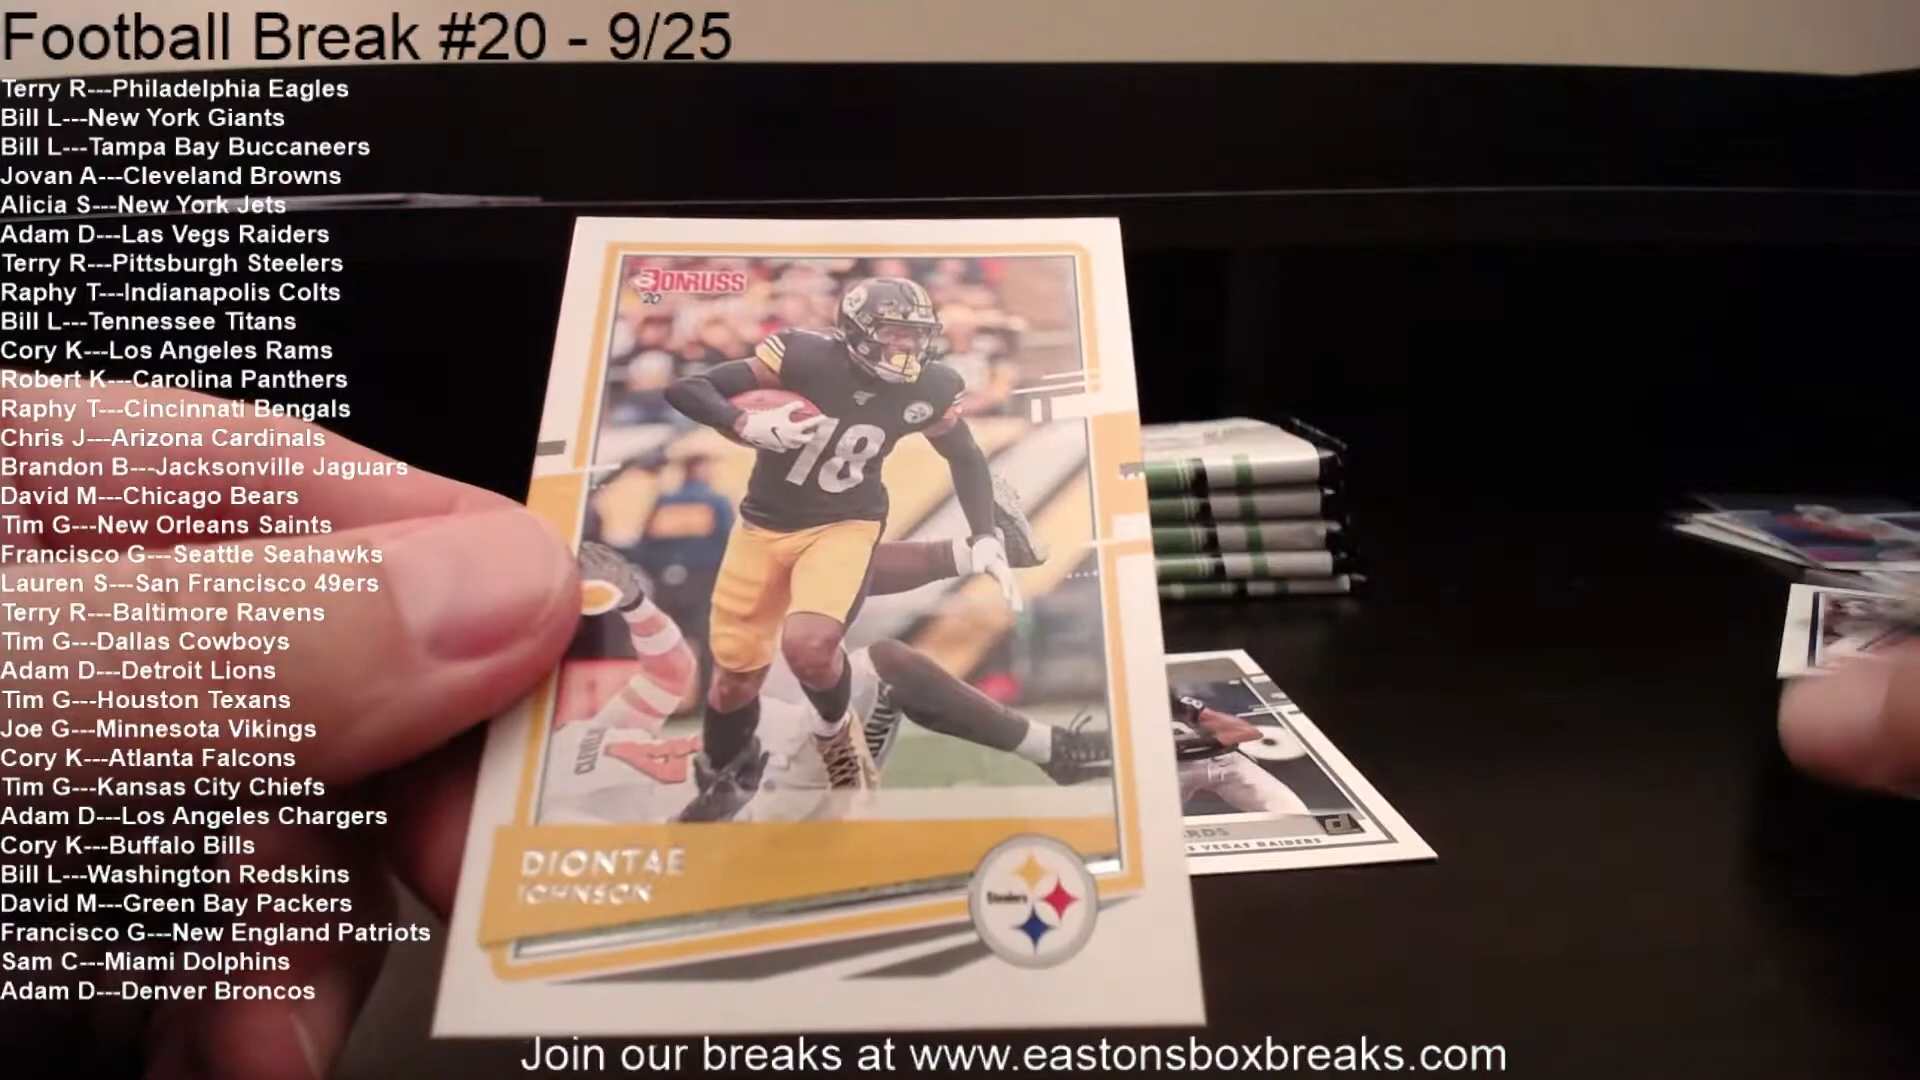 Football Break #20 - 9/25
Terry R---Philadelphia Eagles
Bill L---New York Giants
Bill L---Tampa Bay Buccaneers
Jovan A---Cleveland Browns
Alicia S---New York Jets
Adam D---Las Vegs Raiders
Terry R---Pittsburgh Steelers
Raphy T---Indianapolis Colts
Bill L---Tennessee Titans
Cory K---Los Angeles Rams
Robert K---Carolina Panthers
Raphy T---Cincinnati Bengals
Chris J---Arizona Cardinals
Brandon B---Jacksonville Jaguars
David M---Chicago Bears
Tim G---New Orleans Saints
Francisco G---Seattle Seahawks
Lauren S---San Francisco 49ers
Terry R---Baltimore Ravens
Tim G---Dallas Cowboys
Adam D---Detroit Lions
Tim G---Houston Texans
Joe G---Minnesota Vikings
Cory K---Atlanta Falcons
Tim G---Kansas City Chiefs
Adam D---Los Angeles Chargers
Cory K---Buffalo Bills
Bill L---Washington Redskins
David M---Green Bay Packers
Francisco G---New England Patriots
Sam C---Miami Dolphins
Adam D---Denver Broncos
DONRUSS
'20
18
DIONTAE
JOHNSON
Steelers
RDS
VEGAS RAIDERS
Join our breaks at www.eastonsboxbreaks.com